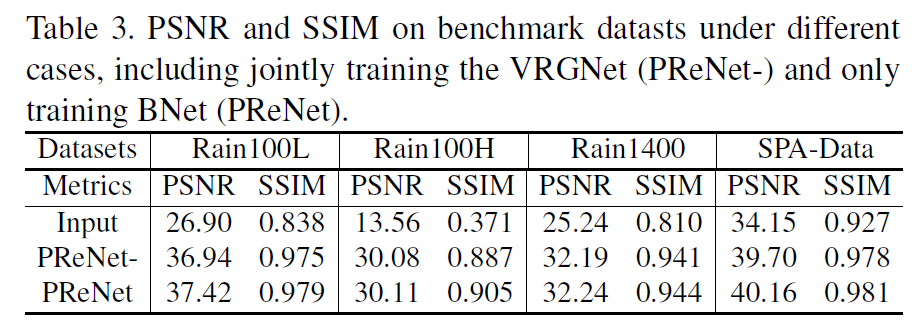 Table 3. PSNR and SSIM on benchmark datasts under different
cases, including jointly training the VRGNet (PReNet-) and only
training BNet (PReNet).
Datasets Rain100L Rain100H Rain1400 SPA-Data
Metrics PSNR SSIM PSNR SSIM PSNR SSIM PSNR SSIM
Input 26.90 0.838 13.56 0.371 25.24 0.810 34.15 0.927
PReNet- 36.94 0.975 30.08 0.887 32.19 0.941 39.70 0.978
PReNet 37.42 0.979 30.11 0.905 32.24 0.944 40.16 0.981